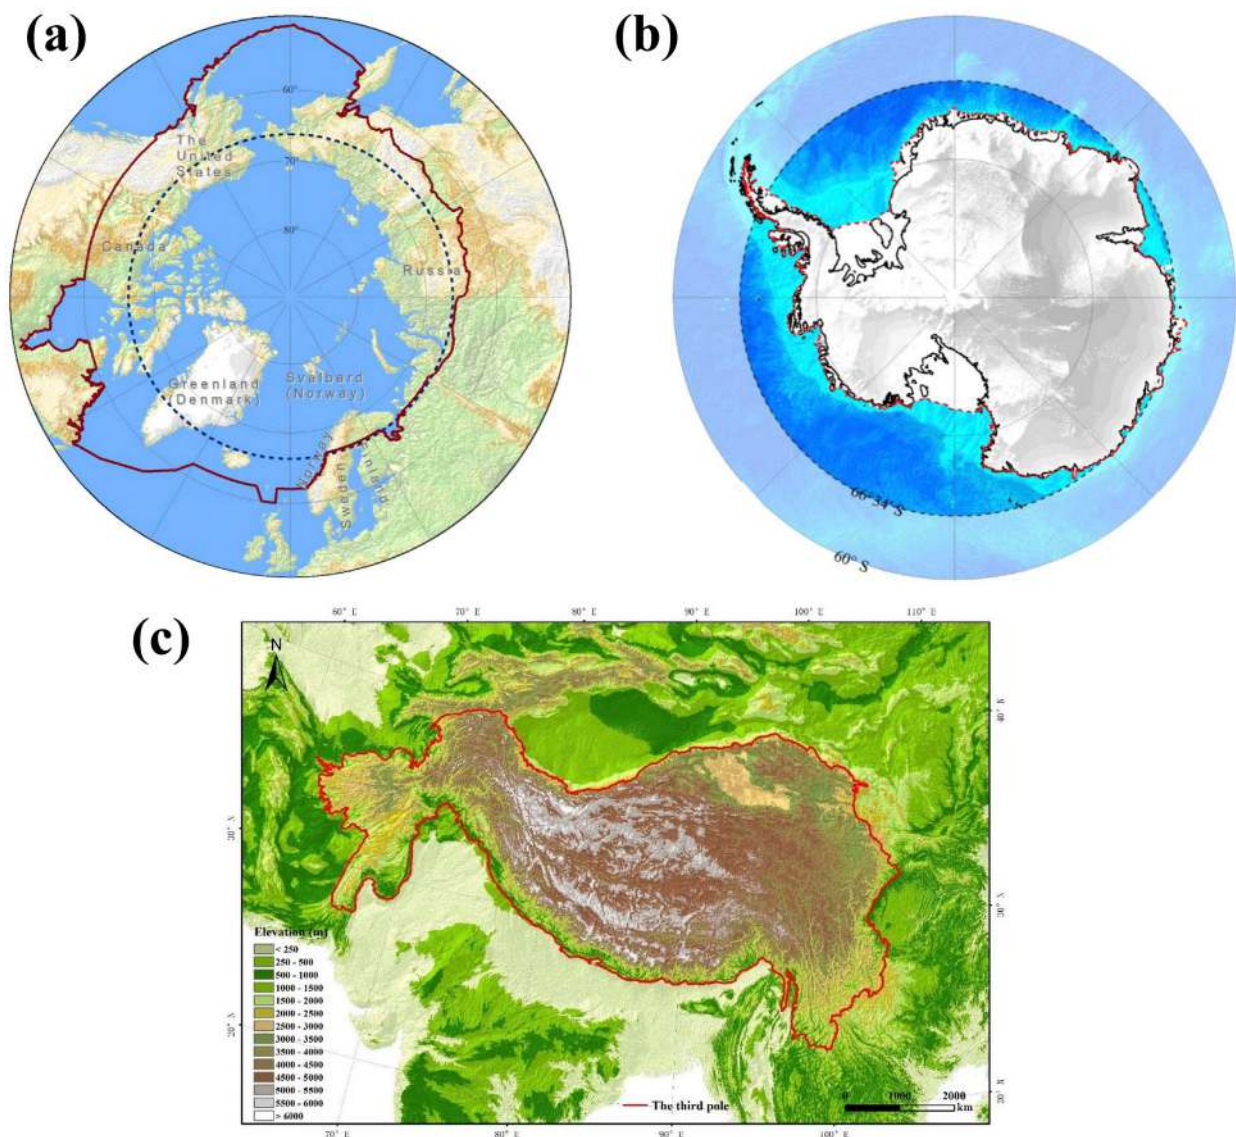 (a)
60°
70°
The
United
States
80°
Canada
Russia
Greenland
(Denmark)
Svalbard
(Norway)
Norway
Sweden
Finland
(b)
66°34' S
60° S
(c)
60° E
70° E
80° E
90° E
100° E
110° E
N
40° N
30° N
30° N
20° N
20° N
Elevation (m)
< 250
250 - 500
500 - 1000
1000 - 1500
1500 - 2000
2000 - 2500
2500 - 3000
3000 - 3500
3500 - 4000
4000 - 4500
4500 - 5000
5000 - 5500
5500 - 6000
> 6000
The third pole
0 1000 2000
km
70° E
80° E
90° E
100° E